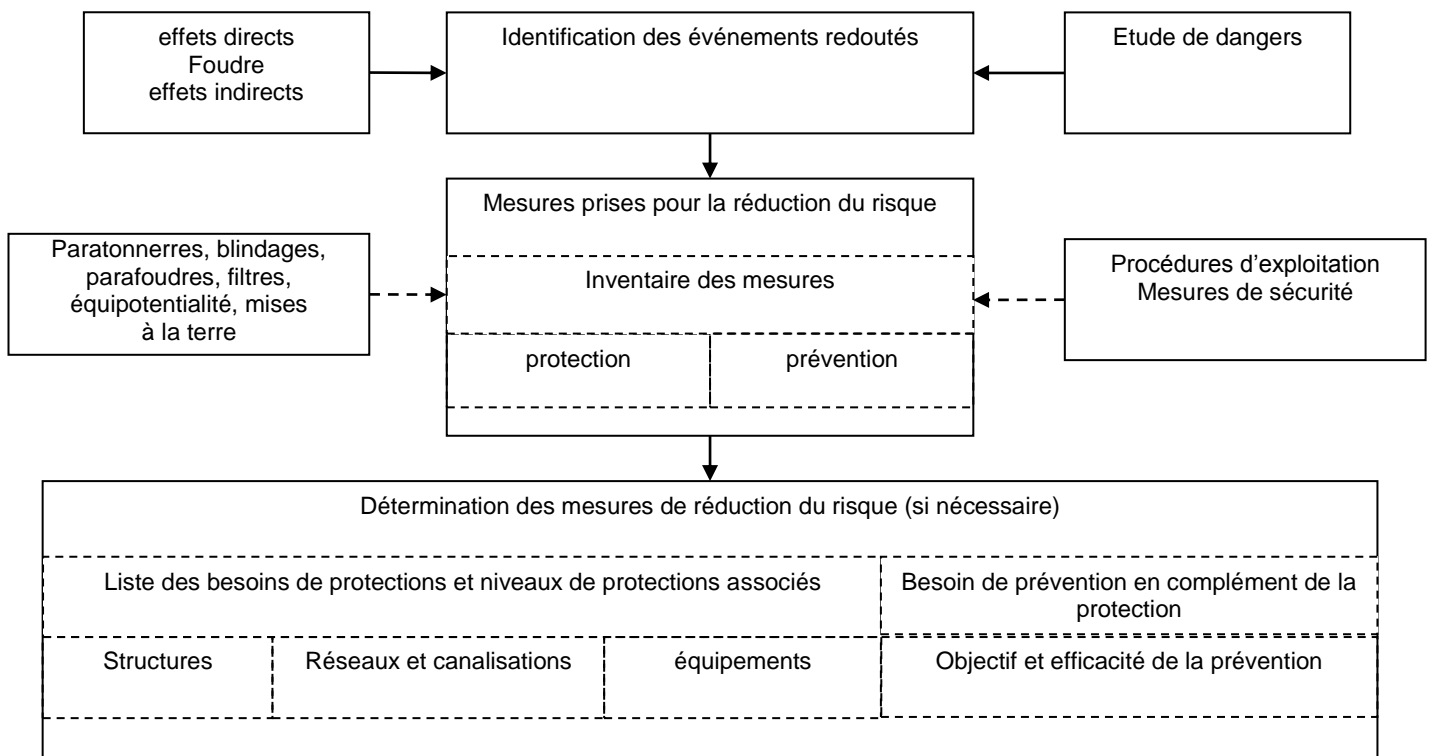 effets directs
Foudre
effets indirects
Identification des événements redoutés
Etude de dangers
Mesures prises pour la réduction du risque
Paratonnerres, blindages,
parafoudres, filtres,
équipotentialité, mises
à la terre
Inventaire des mesures
Procédures d’exploitation
Mesures de sécurité
protection
prévention
Détermination des mesures de réduction du risque (si nécessaire)
Liste des besoins de protections et niveaux de protections associés
Besoin de prévention en complément de la
protection
Structures
Réseaux et canalisations
équipements
Objectif et efficacité de la prévention